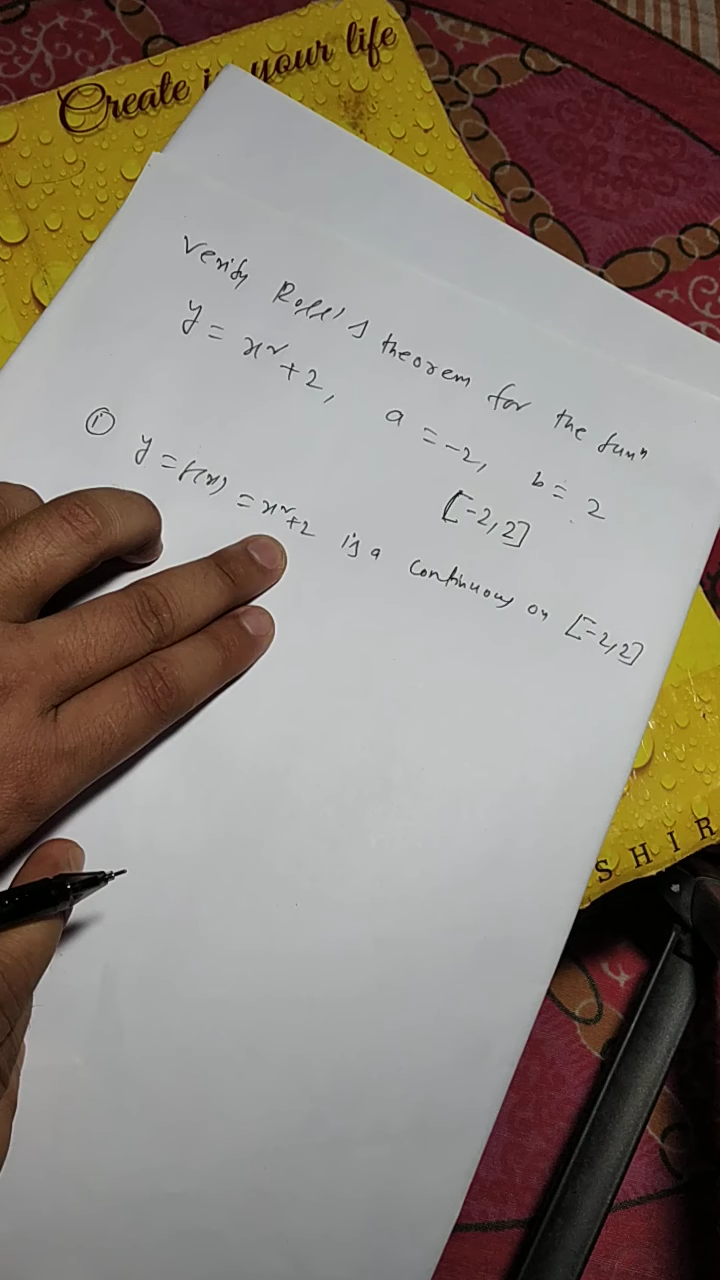 Create is your life
Verify Rolle's theorem for the funⁿ
y = x² + 2, a = -2, b = 2
[-2, 2]
① y = f(x) = x²+2 is a continuous on [-2, 2]
SHIR